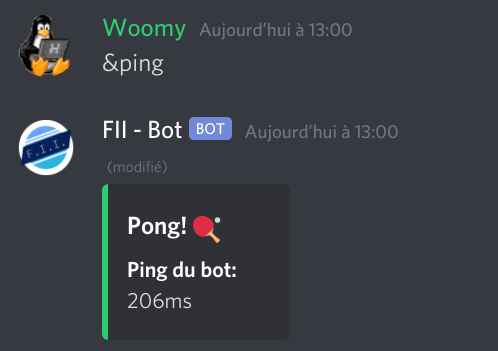 Woomy Aujourd'hui à 13:00
&ping
FII - Bot BOT Aujourd'hui à 13:00
F.I.I.
(modifié)
Pong!
Ping du bot:
206ms